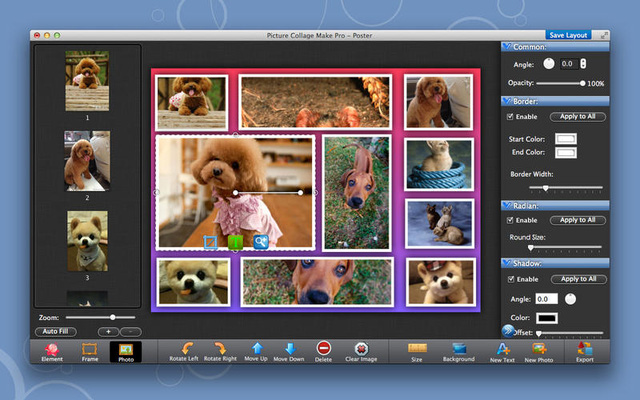 Picture Collage Make Pro – Poster
Save Layout
Common:
Angle: 0.0
Opacity: 100%
Border:
Enable Apply to All
Start Color:
End Color:
Border Width:
Radian:
Enable Apply to All
Round Size:
Shadow:
Enable Apply to All
Angle: 0.0
Color:
Offset:
1
2
3
Zoom:
Auto Fill + -
Element Frame Photo Rotate Left Rotate Right Move Up Move Down Delete Clear Image Size Background New Text New Photo Export